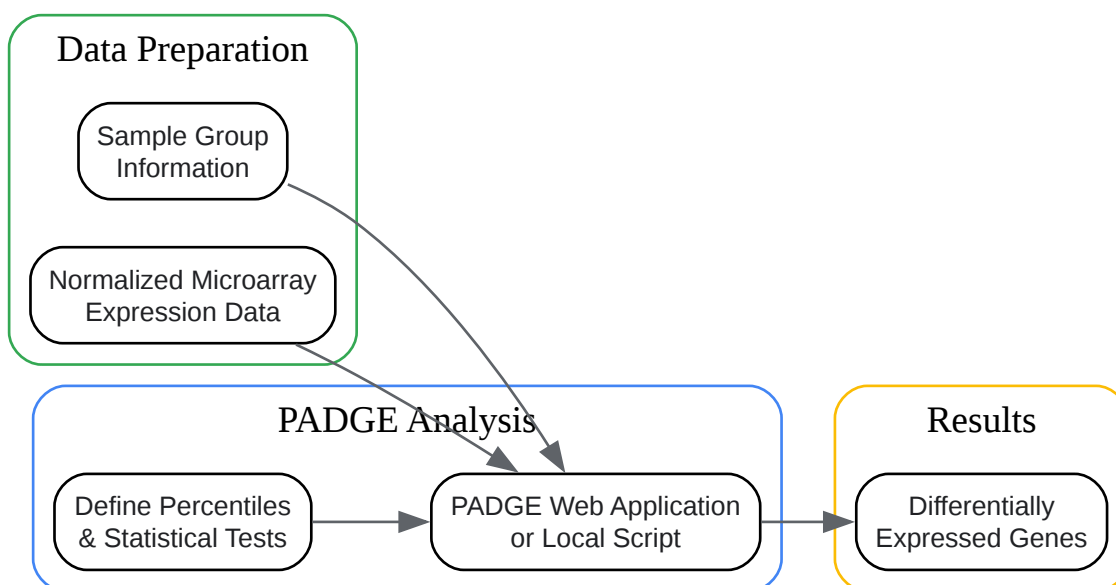 Data Preparation
Sample Group
Information
Normalized Microarray
Expression Data
PADGE Analysis
Define Percentiles
& Statistical Tests
PADGE Web Application
or Local Script
Results
Differentially
Expressed Genes